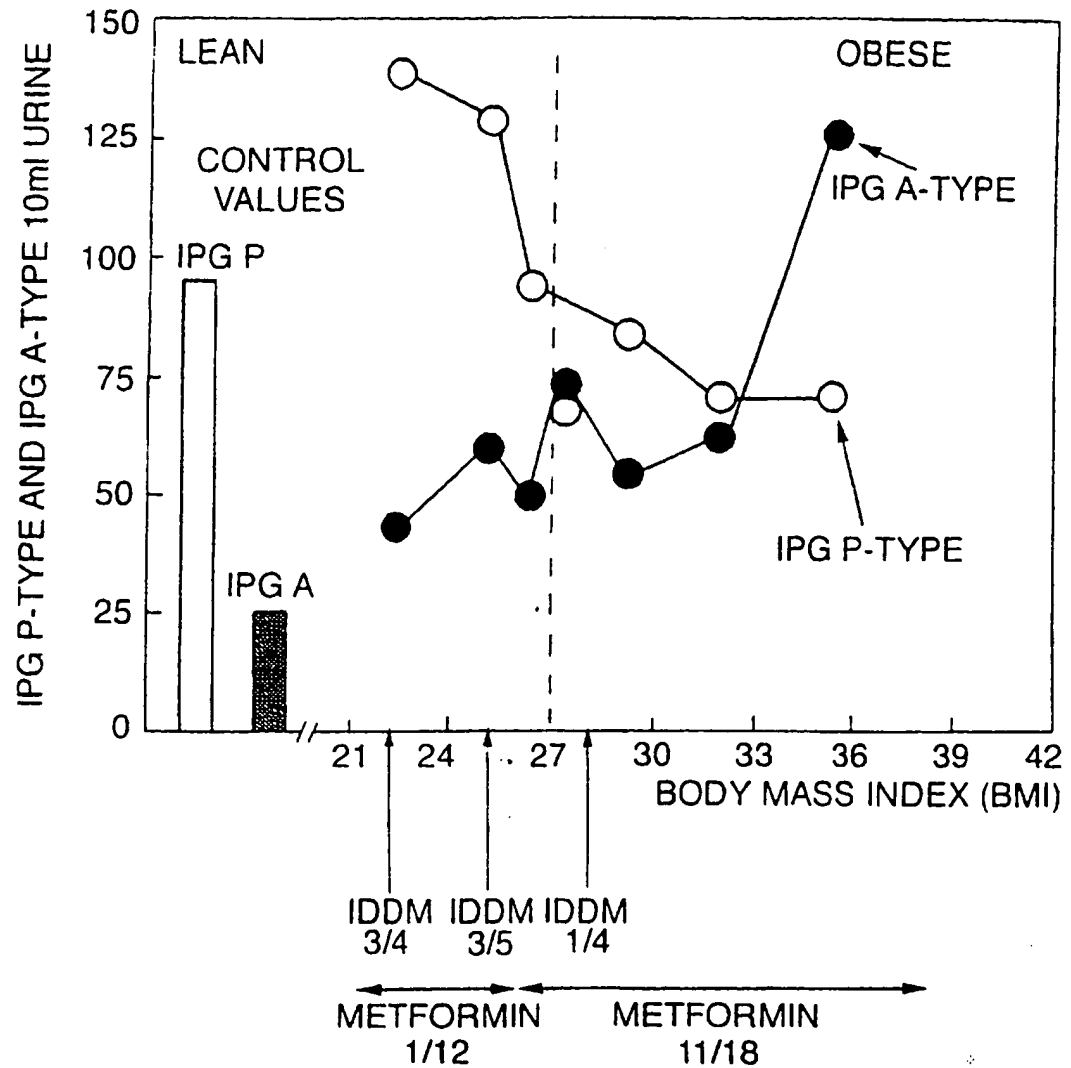 IPG P-TYPE AND IPG A-TYPE 10ml URINE
150
125
100
75
50
25
0
LEAN
OBESE
CONTROL
VALUES
IPG P
IPG A
IPG A-TYPE
IPG P-TYPE
21 24 27 30 33 36 39 42
BODY MASS INDEX (BMI)
IDDM IDDM IDDM
3/4 3/5 1/4
METFORMIN METFORMIN
1/12 11/18